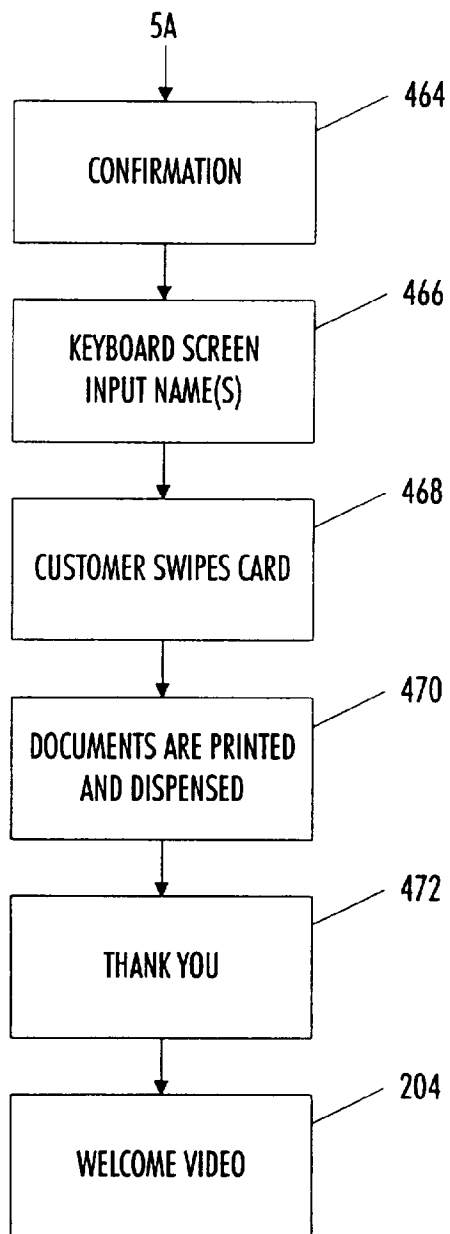 5A
464
CONFIRMATION
466
KEYBOARD SCREEN
INPUT NAME(S)
468
CUSTOMER SWIPES CARD
470
DOCUMENTS ARE PRINTED
AND DISPENSED
472
THANK YOU
204
WELCOME VIDEO